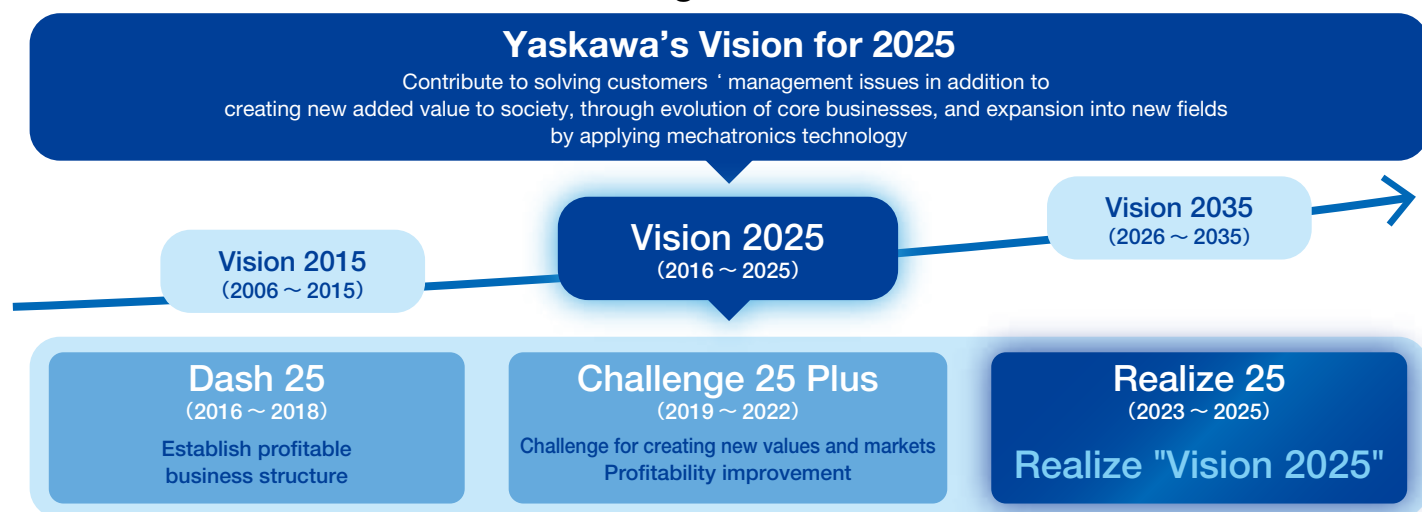 Yaskawa's Vision for 2025
Contribute to solving customers ‘ management issues in addition to
creating new added value to society, through evolution of core businesses, and expansion into new fields
by applying mechatronics technology
Vision 2015
（2006 ～ 2015）
Vision 2025
（2016 ～ 2025）
Vision 2035
（2026 ～ 2035）
Dash 25
（2016 ～ 2018）
Establish profitable
business structure
Challenge 25 Plus
（2019 ～ 2022）
Challenge for creating new values and markets
Profitability improvement
Realize 25
（2023 ～ 2025）
Realize "Vision 2025"